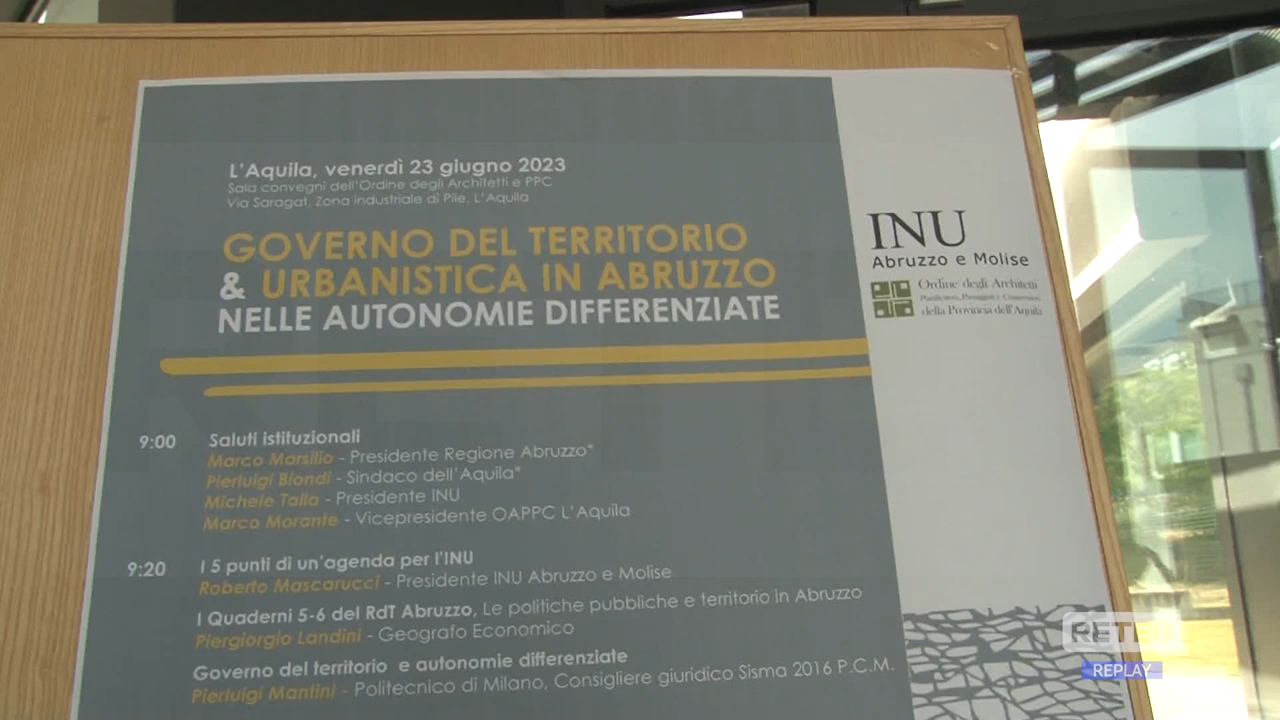 L'Aquila, venerdì 23 giugno 2023
Sala convegni dell'Ordine degli Architetti e PPC
Via Saragat, Zona industriale di Pile, L'Aquila
GOVERNO DEL TERRITORIO
& URBANISTICA IN ABRUZZO
NELLE AUTONOMIE DIFFERENZIATE
INU
Abruzzo e Molise
Ordine degli Architetti
Pianificatori, Paesaggisti e Conservatori
della Provincia dell'Aquila
9:00 Saluti istituzionali
Marco Marsilio - Presidente Regione Abruzzo*
Pierluigi Biondi - Sindaco dell'Aquila*
Michele Talia - Presidente INU
Marco Morante - Vicepresidente OAPPC L'Aquila
9:20 I 5 punti di un'agenda per l'INU
Roberto Mascarucci - Presidente INU Abruzzo e Molise
I Quaderni 5-6 del RdT Abruzzo, Le politiche pubbliche e territorio in Abruzzo
Piergiorgio Landini - Geografo Economico
Governo del territorio e autonomie differenziate
Pierluigi Mantini - Politecnico di Milano, Consigliere giuridico Sisma 2016 P.C.M.
REPLAY